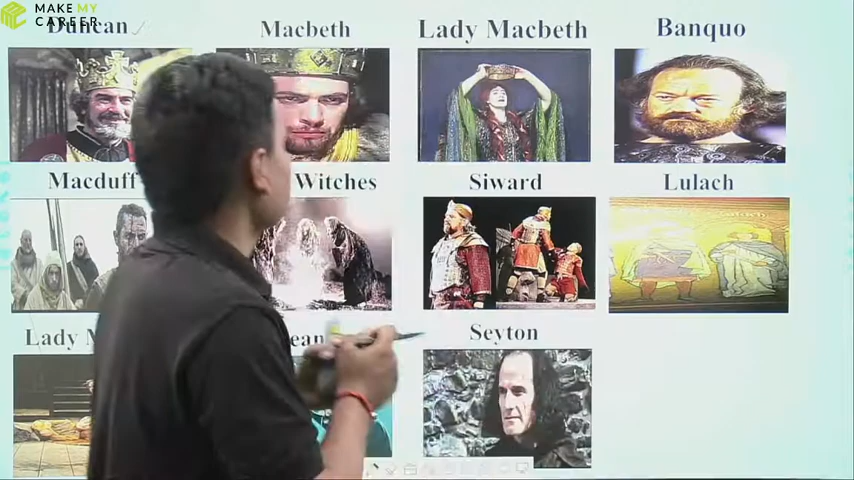 MAKE MY
CAREER
Duncan
Macbeth
Lady Macbeth
Banquo
Macduff
Witches
Siward
Lulach
Lady
Seyton